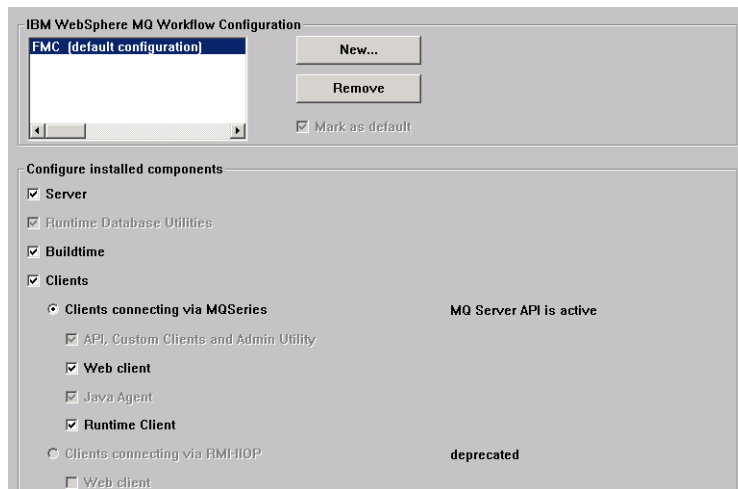 IBM WebSphere MQ Workflow Configuration
FMC (default configuration)
New...
Remove
Mark as default
Configure installed components
Server
Runtime Database Utilities
Buildtime
Clients
Clients connecting via MQSeries
MQ Server API is active
API, Custom Clients and Admin Utility
Web client
Java Agent
Runtime Client
Clients connecting via RMI-IIOP
deprecated
Web client